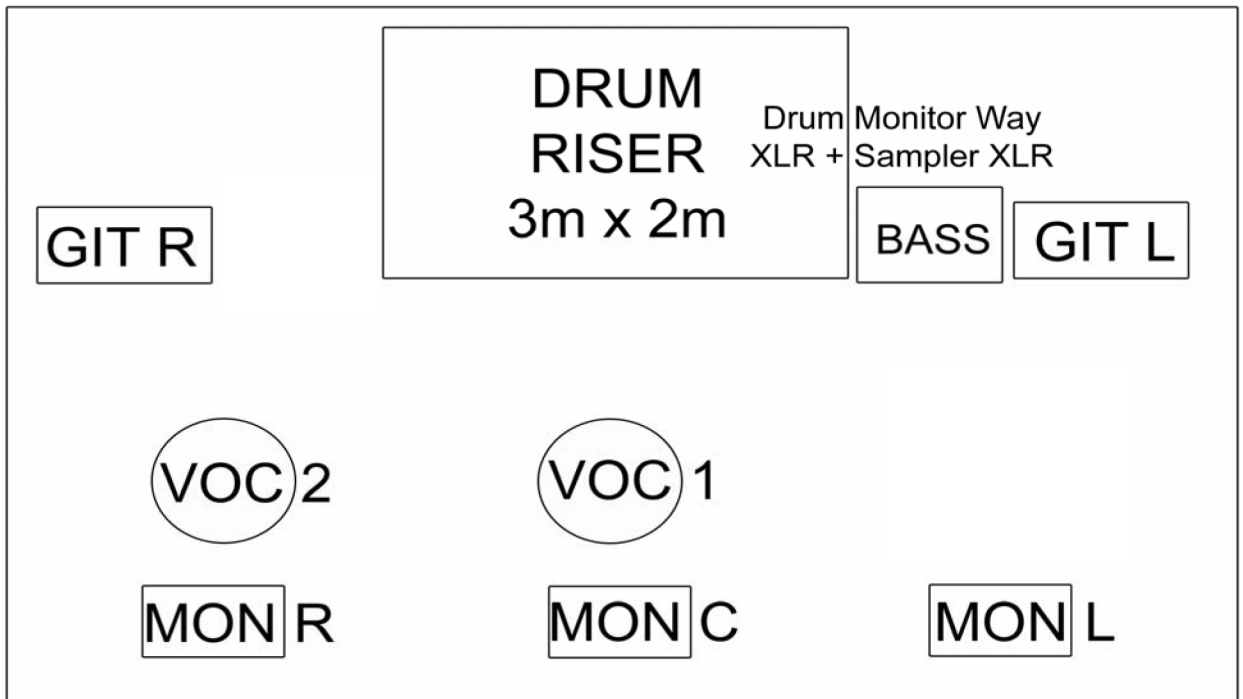 DRUM
RISER
3m x 2m
Drum Monitor Way
XLR + Sampler XLR
GIT R
BASS
GIT L
VOC 2
VOC 1
MON R
MON C
MON L